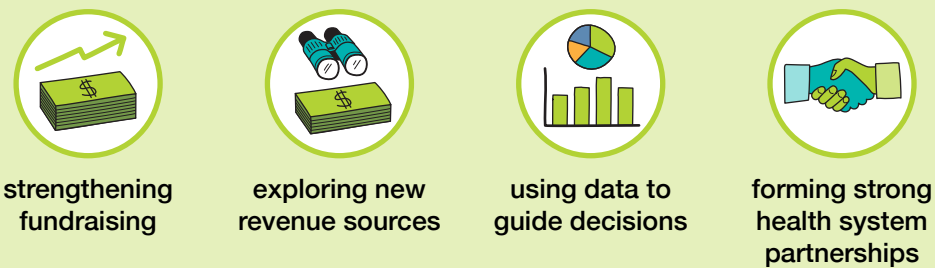 $
$
strengthening
fundraising
exploring new
revenue sources
using data to
guide decisions
forming strong
health system
partnerships